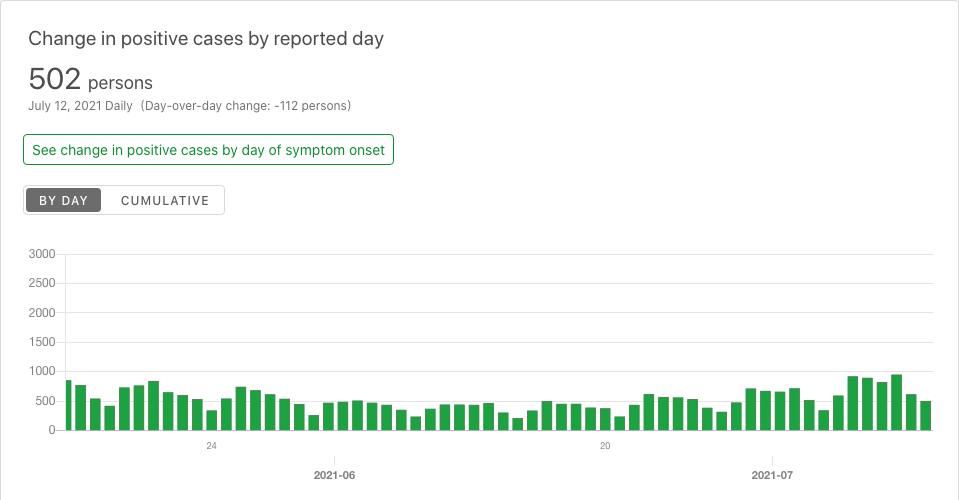 Change in positive cases by reported day
502 persons
July 12, 2021 Daily (Day-over-day change: -112 persons)
See change in positive cases by day of symptom onset
BY DAY CUMULATIVE
3000
2500
2000
1500
1000
500
0
24 20
2021-06 2021-07